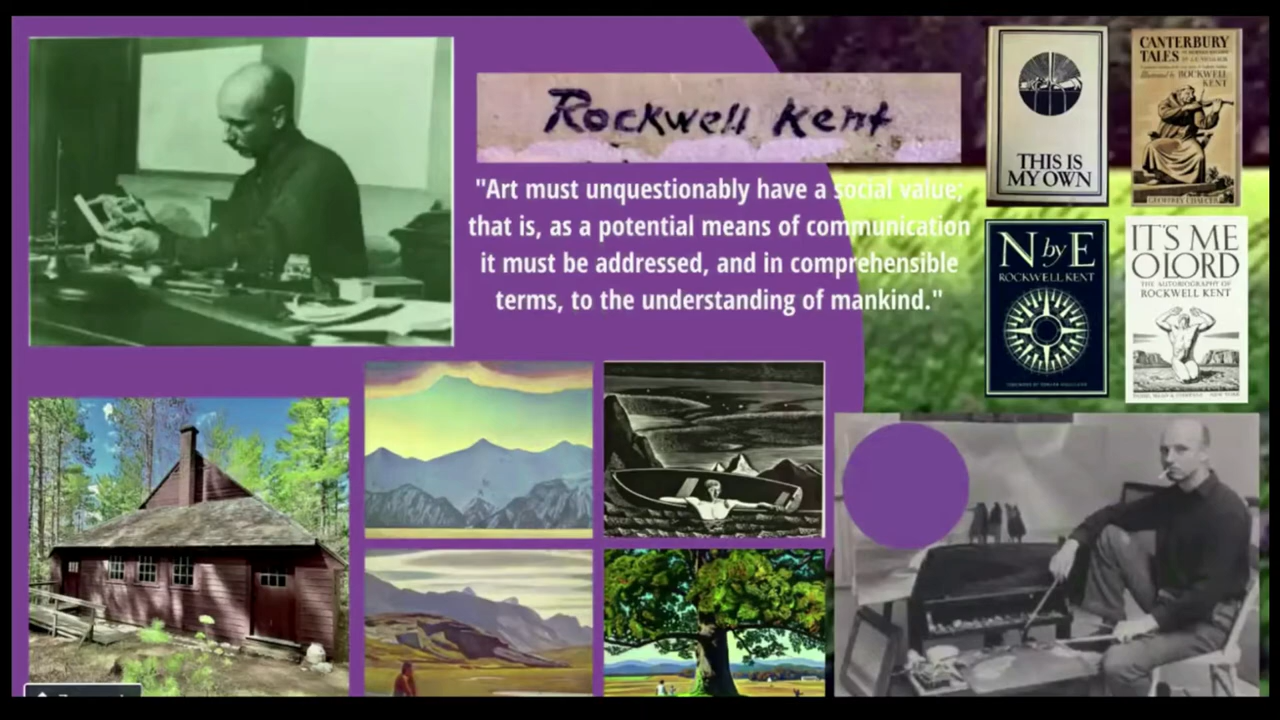 Rockwell Kent
"Art must unquestionably have a social value;
that is, as a potential means of communication
it must be addressed, and in comprehensible
terms, to the understanding of mankind."
THIS IS
MY OWN
CANTERBURY
TALES
Illustrated by ROCKWELL
KENT
GEOFFREY CHAUCER
N by E
ROCKWELL KENT
IT'S ME
O LORD
THE AUTOBIOGRAPHY OF
ROCKWELL KENT